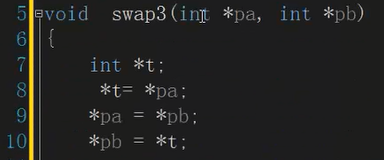 5 void  swap3(int *pa, int *pb)
6 {
7     int *t;
8      *t= *pa;
9     *pa = *pb;
10     *pb = *t;